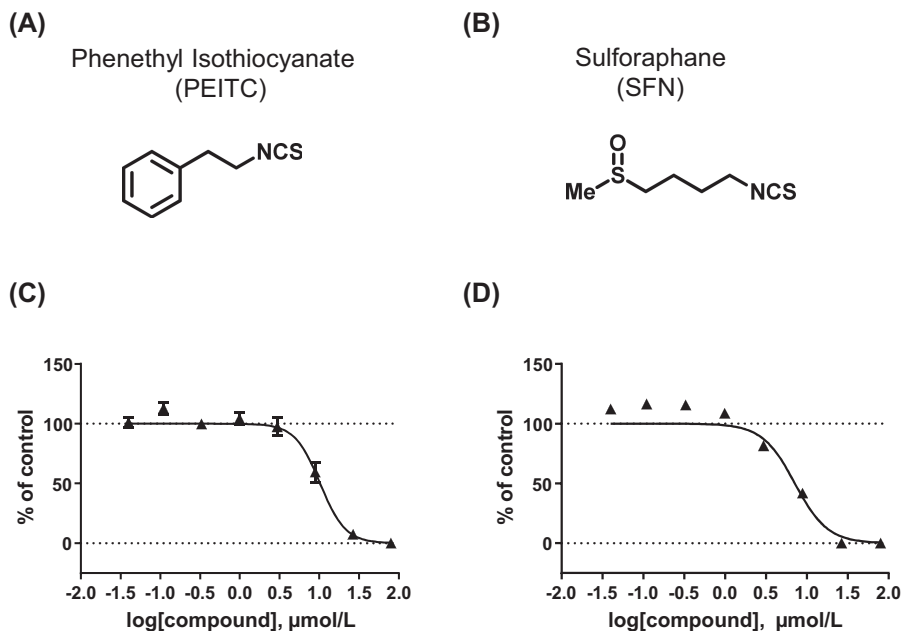 (A)
Phenethyl Isothiocyanate
(PEITC)
NCS
(B)
Sulforaphane
(SFN)
O
S
Me
NCS
(C)
150
100
50
0
% of control
-2.0 -1.5 -1.0 -0.5 0.0 0.5 1.0 1.5 2.0
log[compound], μmol/L
(D)
150
100
50
0
% of control
-2.0 -1.5 -1.0 -0.5 0.0 0.5 1.0 1.5 2.0
log[compound], μmol/L